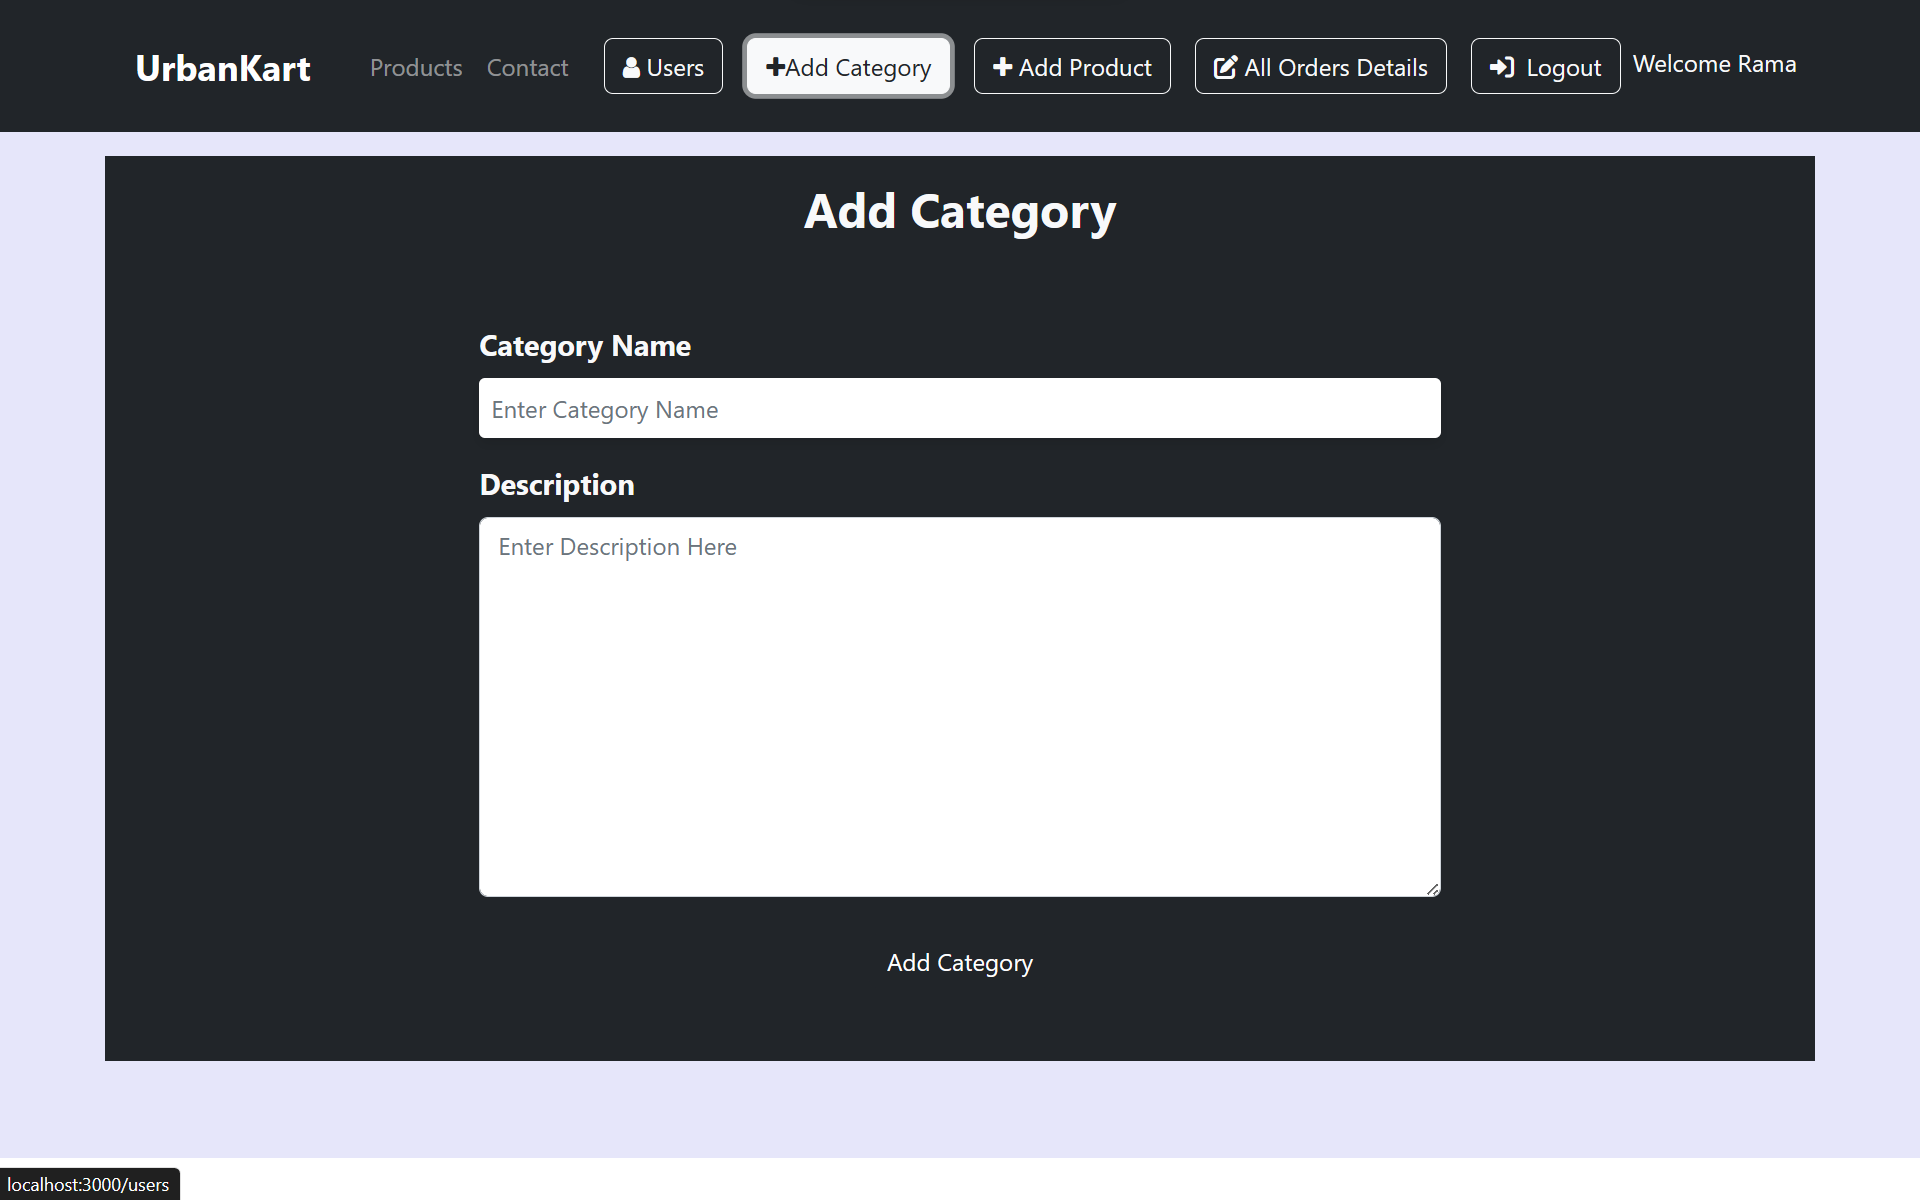 UrbanKart Products Contact Users Add Category Add Product All Orders Details Logout Welcome Rama
Add Category
Category Name
Enter Category Name
Description
Enter Description Here
Add Category
localhost:3000/users